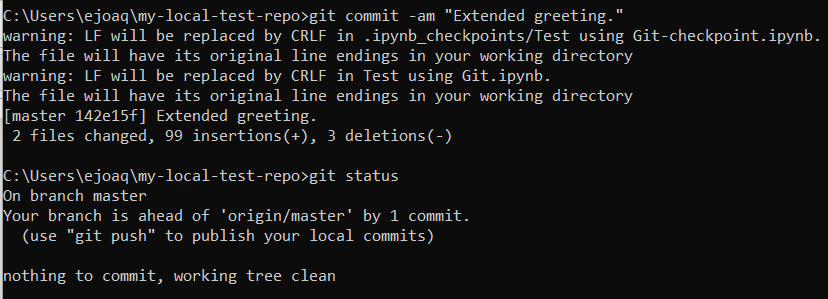 C:\Users\ejoaq\my-local-test-repo>git commit -am "Extended greeting."
warning: LF will be replaced by CRLF in .ipynb_checkpoints/Test using Git-checkpoint.ipynb.
The file will have its original line endings in your working directory
warning: LF will be replaced by CRLF in Test using Git.ipynb.
The file will have its original line endings in your working directory
[master 142e15f] Extended greeting.
 2 files changed, 99 insertions(+), 3 deletions(-)

C:\Users\ejoaq\my-local-test-repo>git status
On branch master
Your branch is ahead of 'origin/master' by 1 commit.
  (use "git push" to publish your local commits)

nothing to commit, working tree clean